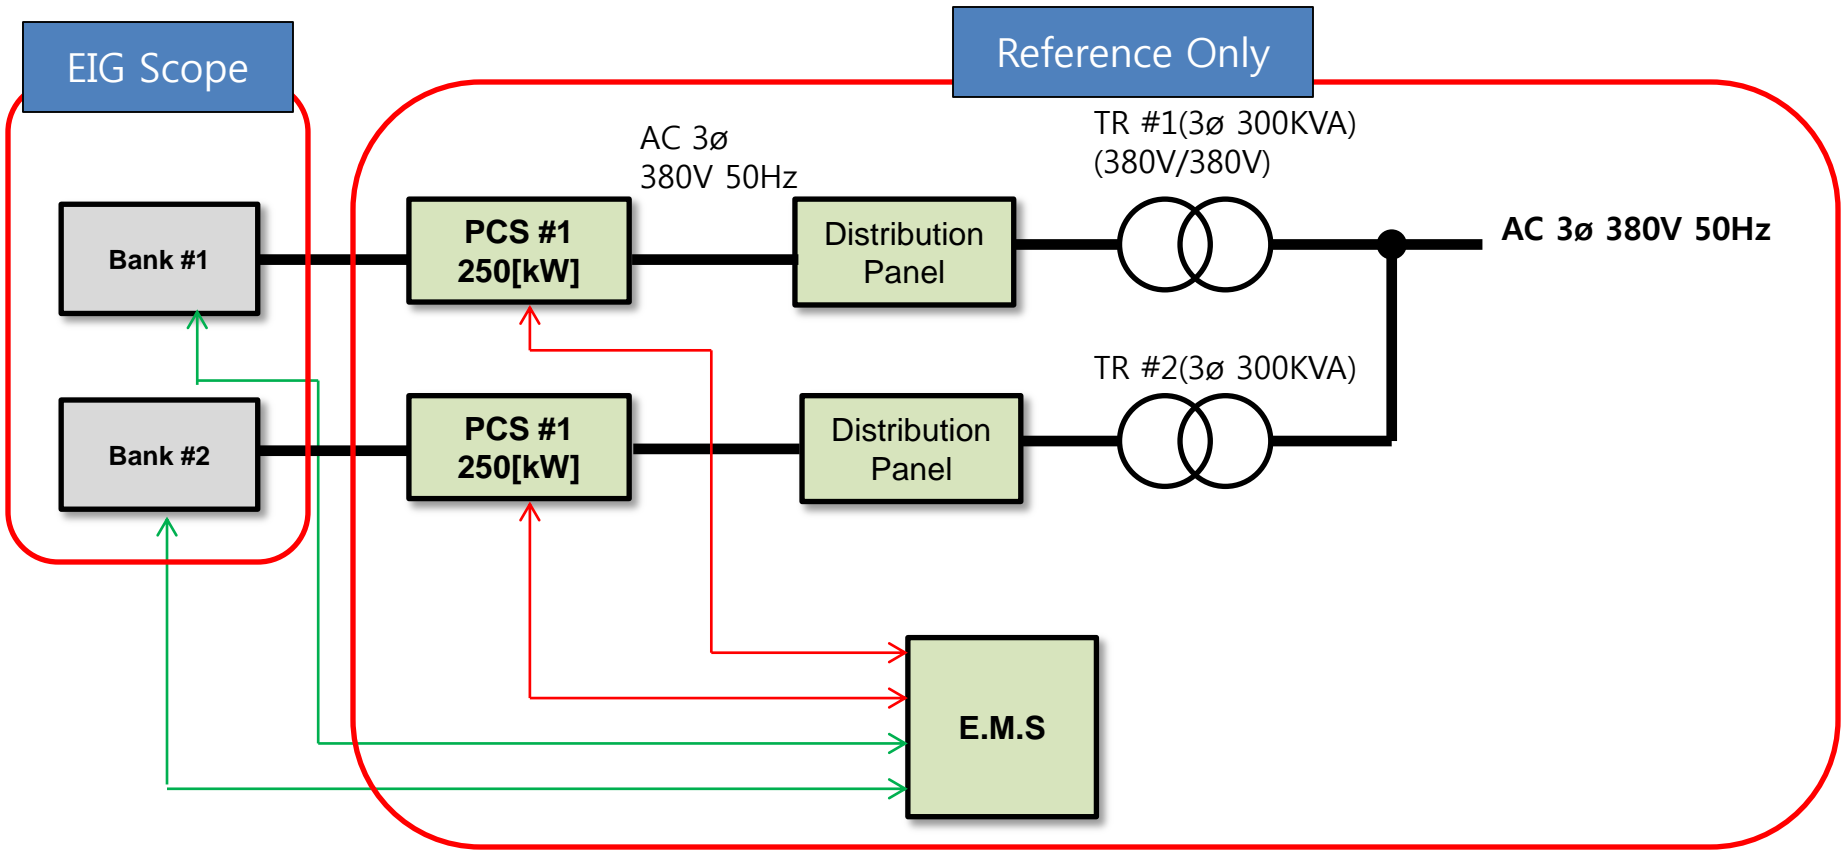 EIG Scope
Reference Only
TR #1(3ø 300KVA)
(380V/380V)
AC 3ø
380V 50Hz
Bank #1
PCS #1
250[kW]
Distribution
Panel
AC 3ø 380V 50Hz
TR #2(3ø 300KVA)
Bank #2
PCS #1
250[kW]
Distribution
Panel
E.M.S